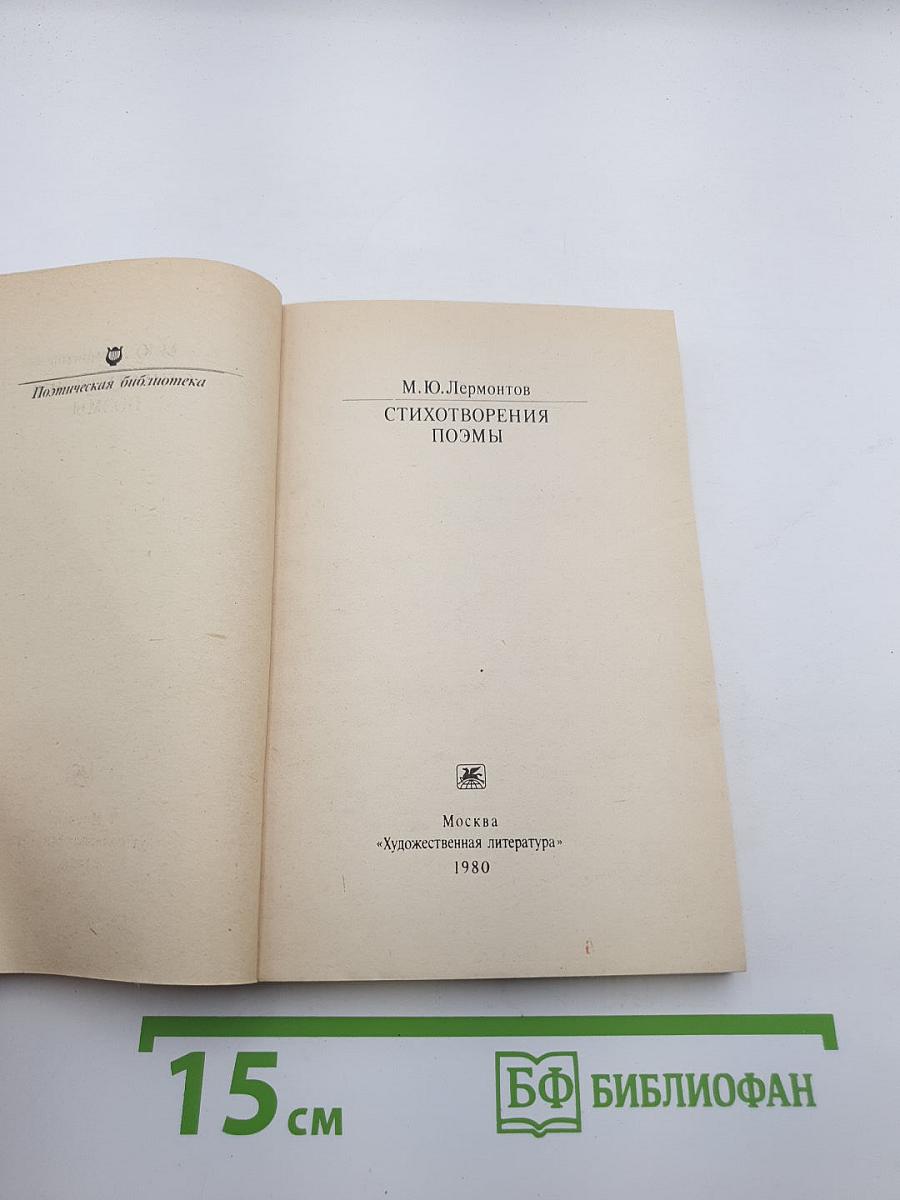 Поэтическая библиотека
М. Ю. Лермонтов
СТИХОТВОРЕНИЯ
ПОЭМЫ
Москва
«Художественная литература»
1980
15 см
БФ БИБЛИОФАН